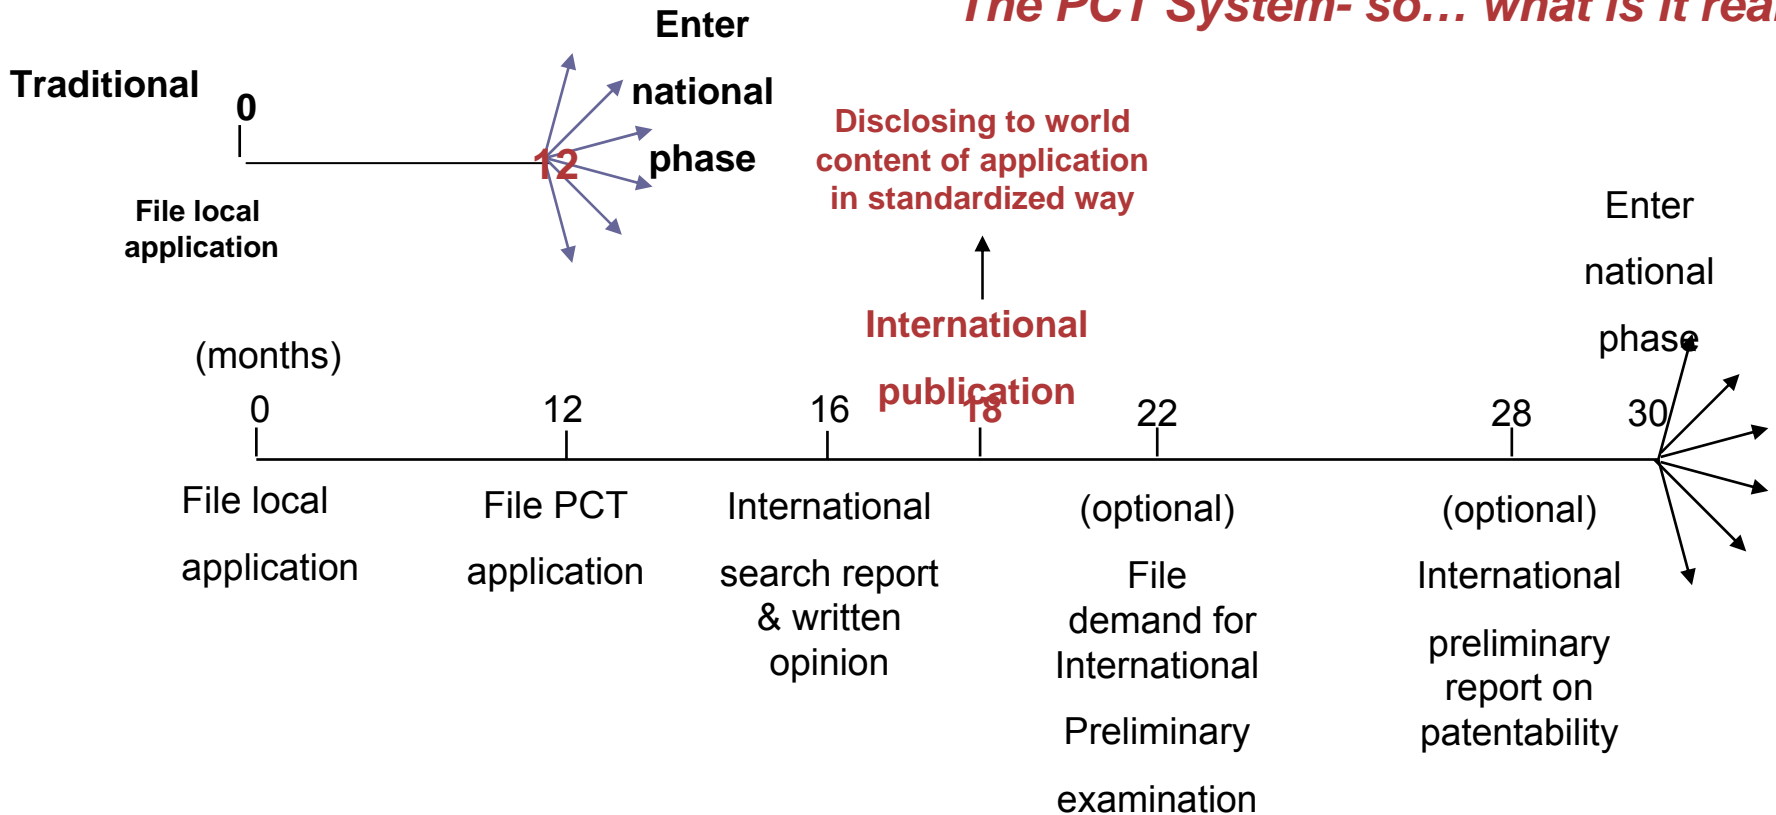 The PCT System- so... what is it
Enter
national
phase
Traditional
0
12
File local
application
Disclosing to world
content of application
in standardized way
International
publication
Enter
national
phase
(months)
0
12
16
18
22
28
30
File local
application
File PCT
application
International
search report
& written
opinion
(optional)
File
demand for
International
Preliminary
examination
(optional)
International
preliminary
report on
patentability